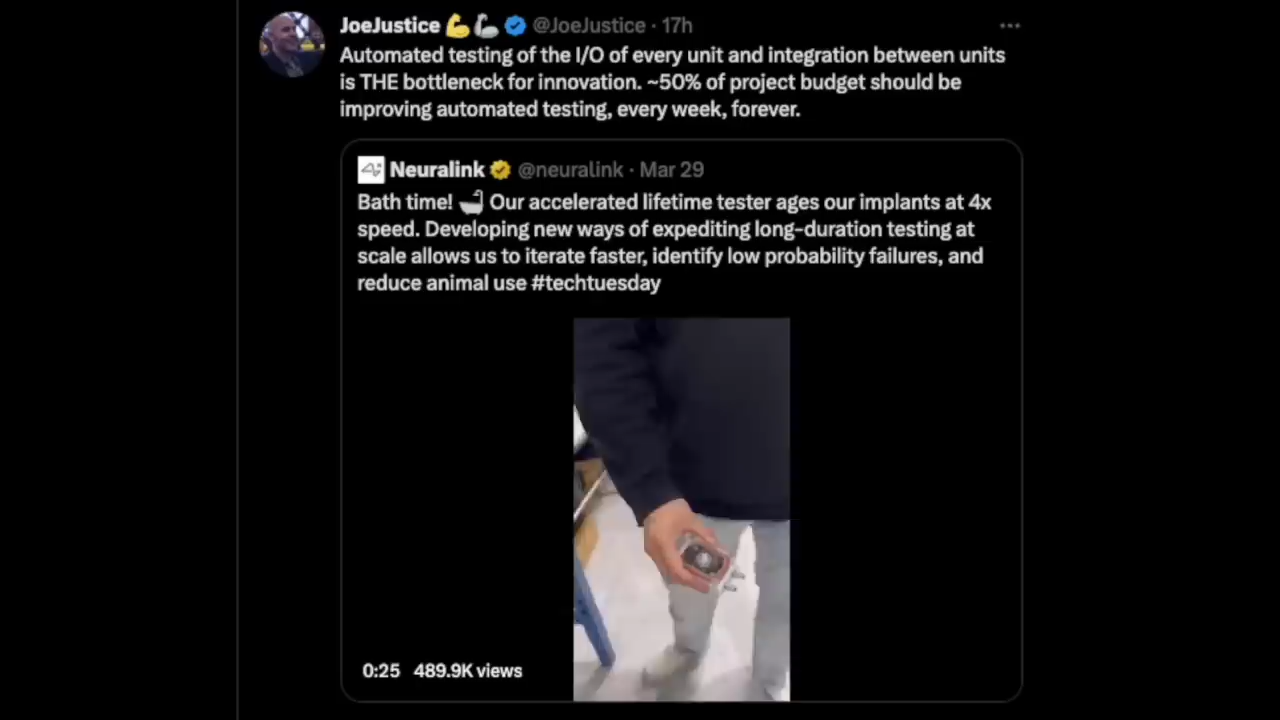 JoeJustice 💪🦾 @JoeJustice · 17h
Automated testing of the I/O of every unit and integration between units
is THE bottleneck for innovation. ~50% of project budget should be
improving automated testing, every week, forever.
Neuralink @neuralink · Mar 29
Bath time! 🛁 Our accelerated lifetime tester ages our implants at 4x
speed. Developing new ways of expediting long-duration testing at
scale allows us to iterate faster, identify low probability failures, and
reduce animal use #techtuesday
0:25 489.9K views